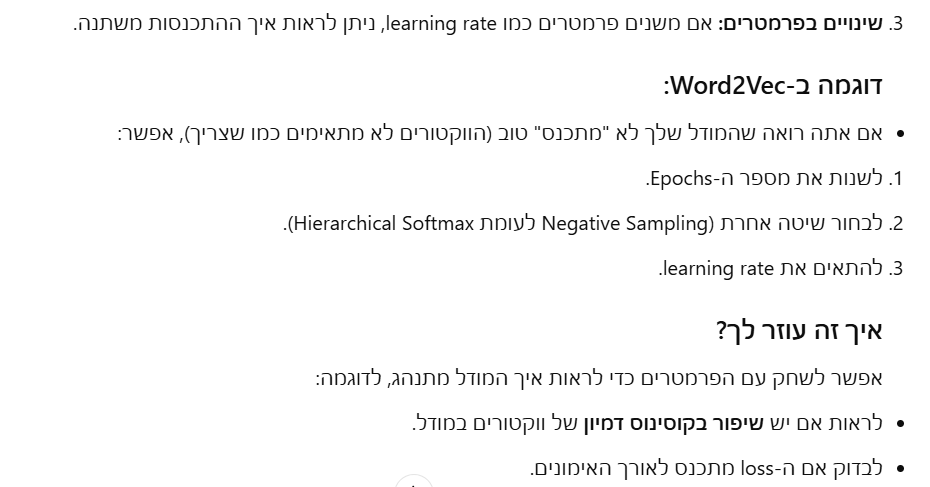 3. שינויים בפרמטרים: אם משנים פרמטרים כמו learning rate, ניתן לראות איך ההתכנסות משתנה.
דוגמה ב-Word2Vec:
• אם אתה רואה שהמודל שלך לא "מתכנס" טוב (הווקטורים לא מתאימים כמו שצריך), אפשר:
1. לשנות את מספר ה-Epochs.
2. לבחור שיטה אחרת (Negative Sampling לעומת Hierarchical Softmax).
3. להתאים את learning rate.
איך זה עוזר לך?
אפשר לשחק עם הפרמטרים כדי לראות איך המודל מתנהג, לדוגמה:
• לראות אם יש שיפור בקוסינוס דמיון של ווקטורים במודל.
• לבדוק אם ה-loss מתכנס לאורך האימונים.